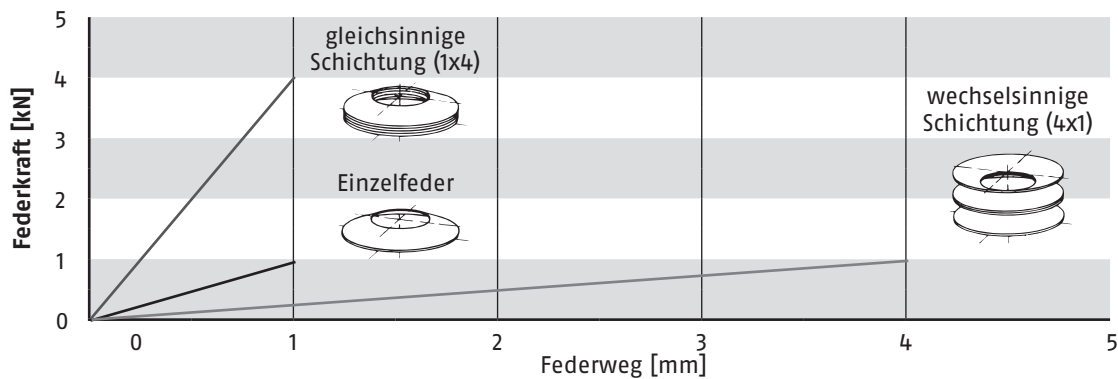 5
4
3
2
1
0
Federkraft [kN]
gleichsinnige
Schichtung (1x4)
Einzelfeder
wechselsinnige
Schichtung (4x1)
0 1 2 3 4 5
Federweg [mm]